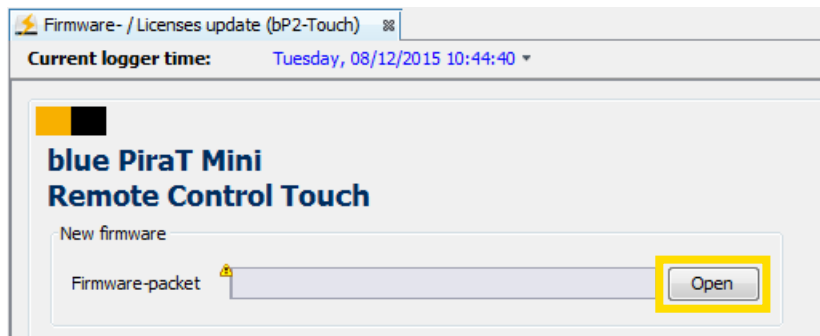 Firmware- / Licenses update (bP2-Touch)
Current logger time: Tuesday, 08/12/2015 10:44:40
blue PiraT Mini
Remote Control Touch
New firmware
Firmware-packet Open